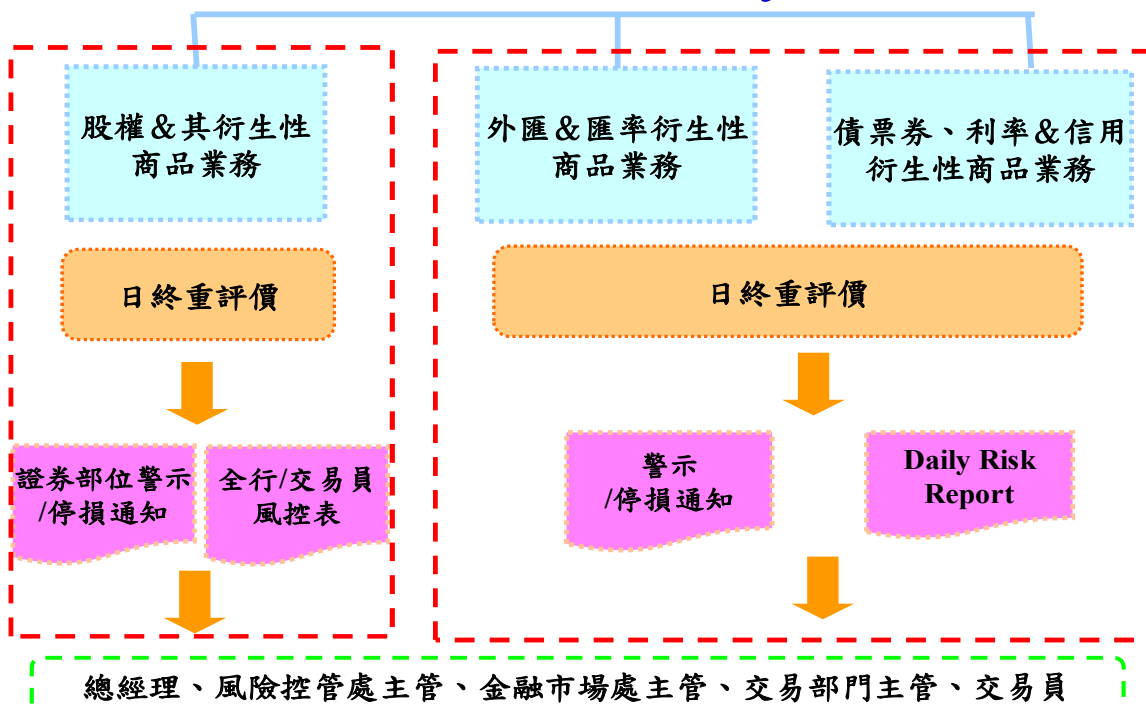 股權＆其衍生性
商品業務
外匯＆匯率衍生性
商品業務
債票券、利率＆信用
衍生性商品業務
日終重評價
日終重評價
證券部位警示
/停損通知
全行/交易員
風控表
警示
/停損通知
Daily Risk
Report
總經理、風險控管處主管、金融市場處主管、交易部門主管、交易員